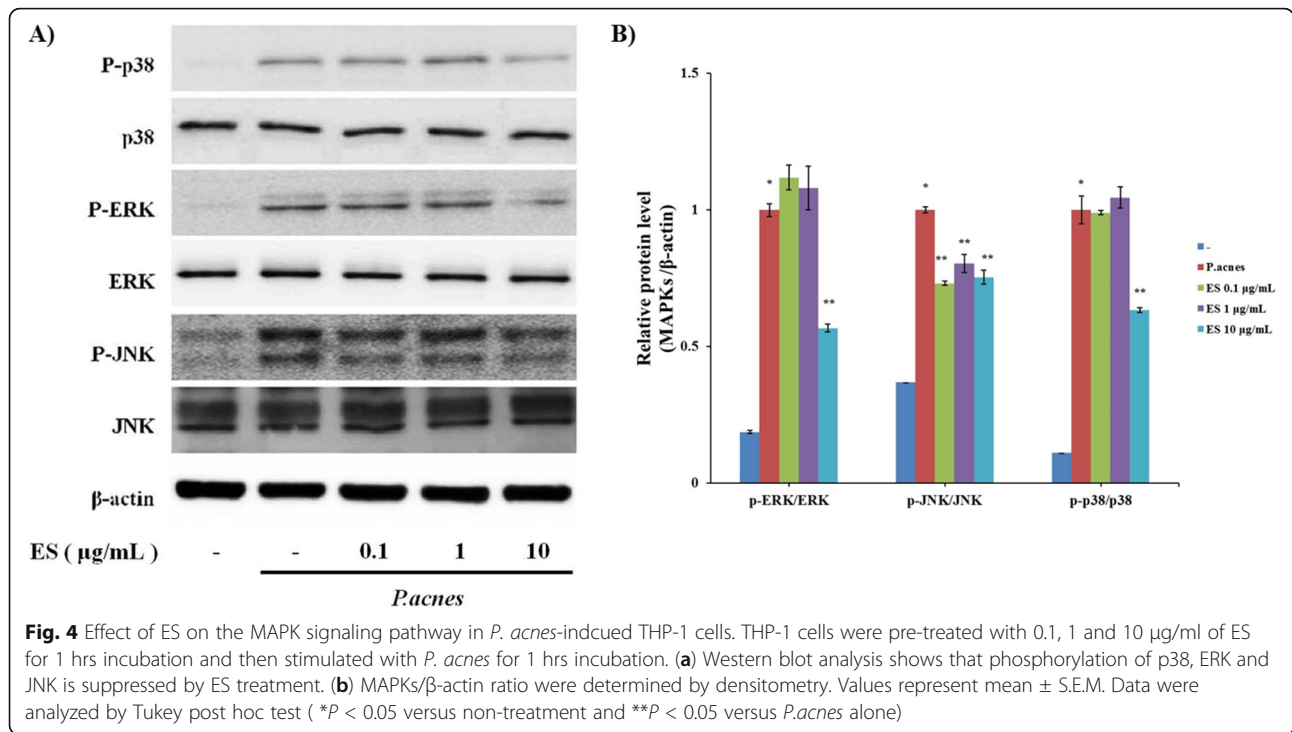 A)
P-p38
p38
P-ERK
ERK
P-JNK
JNK
β-actin
ES ( µg/mL )
-
-
0.1
1
10
P.acnes
B)
Relative protein level
(MAPKs /β-actin)
1.5
1
0.5
0
*
**
*
**
**
**
*
**
p-ERK/ERK
p-JNK/JNK
p-p38/p38
-
P.acnes
ES 0.1 µg/mL
ES 1 µg/mL
ES 10 µg/mL
Fig. 4 Effect of ES on the MAPK signaling pathway in P. acnes-indcued THP-1 cells. THP-1 cells were pre-treated with 0.1, 1 and 10 µg/ml of ES
for 1 hrs incubation and then stimulated with P. acnes for 1 hrs incubation. (a) Western blot analysis shows that phosphorylation of p38, ERK and
JNK is suppressed by ES treatment. (b) MAPKs/β-actin ratio were determined by densitometry. Values represent mean ± S.E.M. Data were
analyzed by Tukey post hoc test ( *P < 0.05 versus non-treatment and **P < 0.05 versus P.acnes alone)